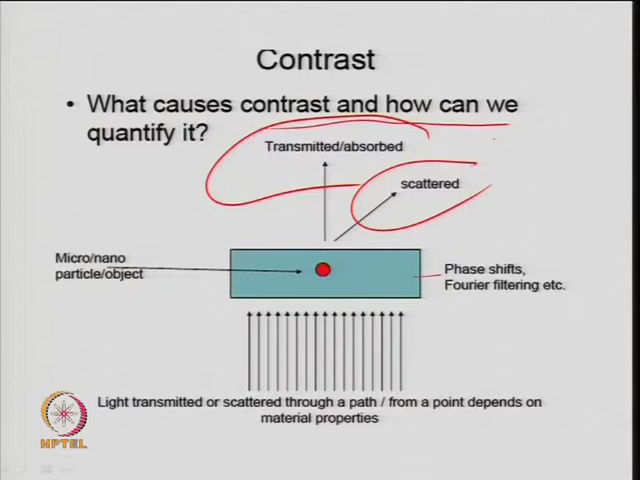 Contrast
• What causes contrast and how can we
quantify it?
Transmitted/absorbed
scattered
Micro/nano
particle/object
Phase shifts,
Fourier filtering etc.
Light transmitted or scattered through a path / from a point depends on
material properties
NPTEL